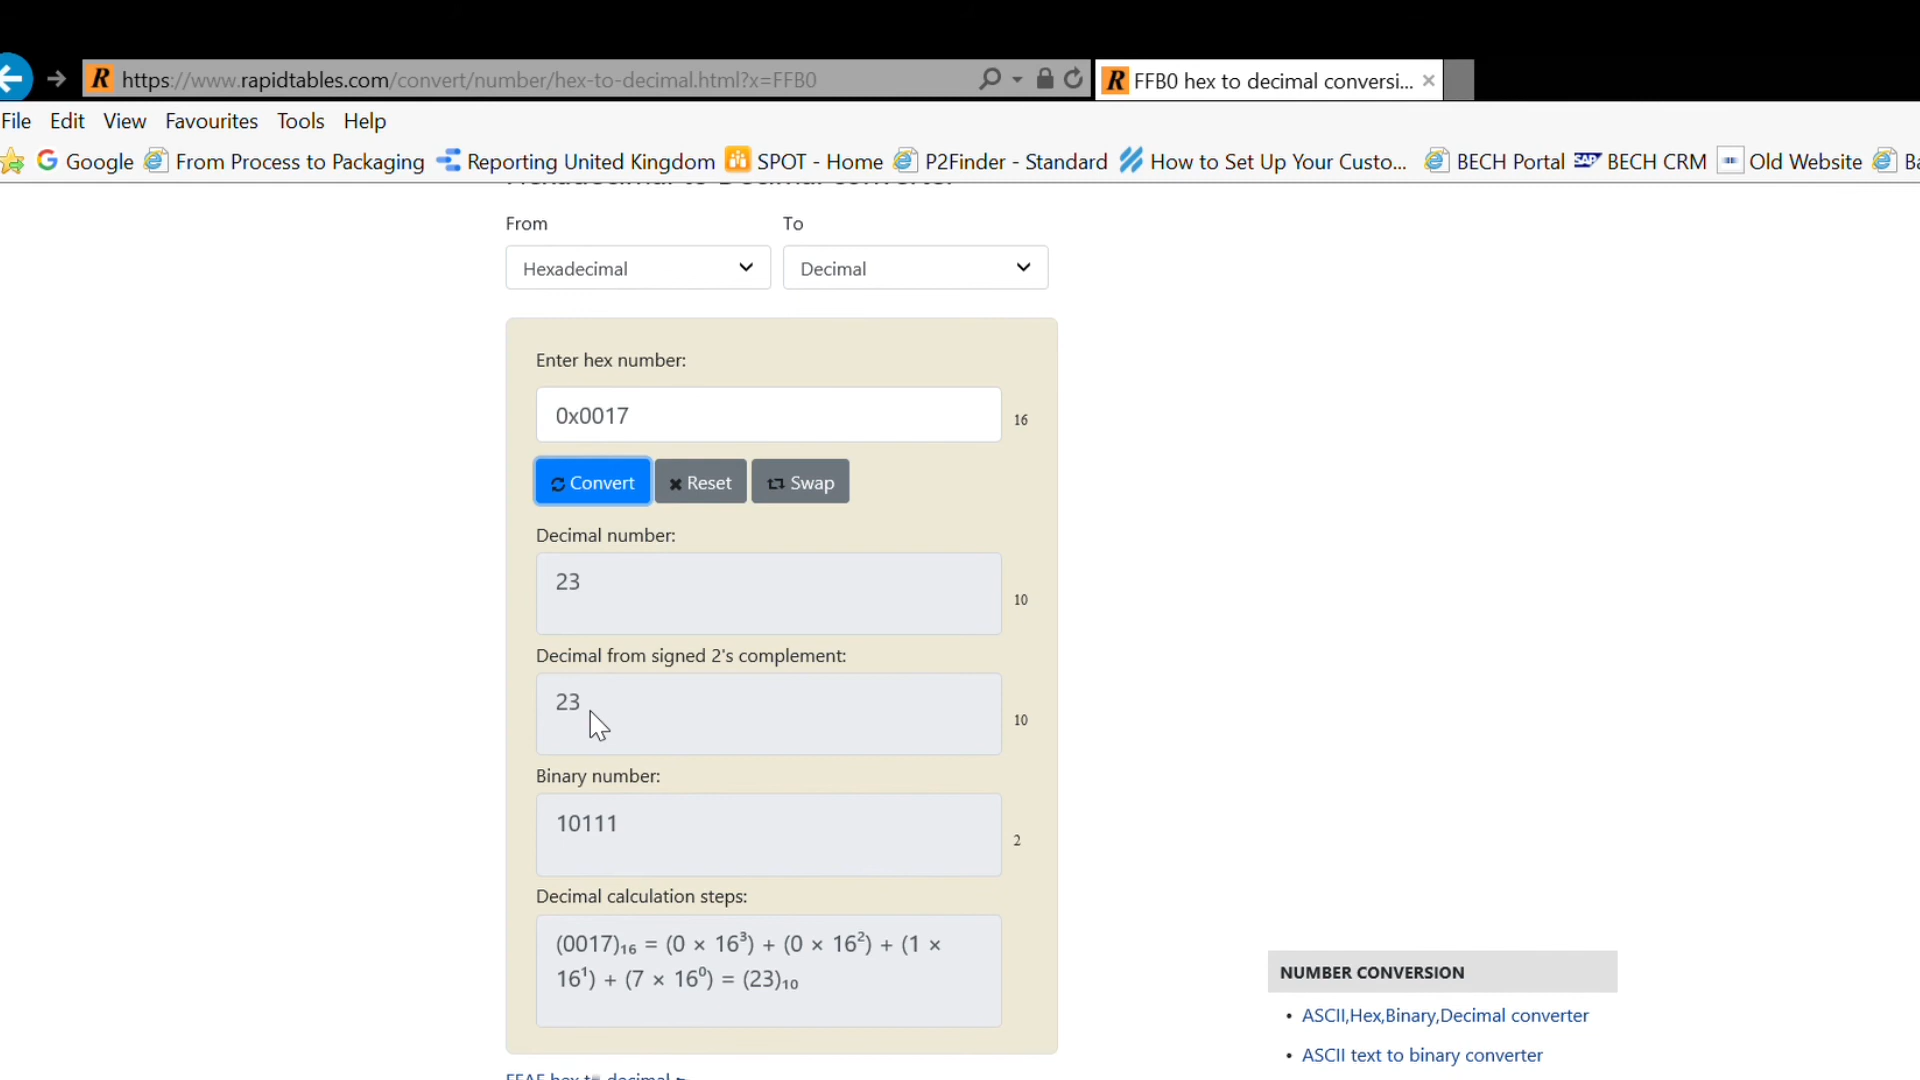 https://www.rapidtables.com/convert/number/hex-to-decimal.html?x=FFB0
FFB0 hex to decimal conversi...
File Edit View Favourites Tools Help
Google From Process to Packaging Reporting United Kingdom SPOT - Home P2Finder - Standard How to Set Up Your Custo... BECH Portal SAP BECH CRM Old Website
Hexadecimal to Decimal converter
From To
Hexadecimal Decimal
Enter hex number:
0x0017 16
Convert Reset Swap
Decimal number:
23 10
Decimal from signed 2's complement:
23 10
Binary number:
10111 2
Decimal calculation steps:
(0017)₁₆ = (0 × 16³) + (0 × 16²) + (1 ×
16¹) + (7 × 16⁰) = (23)₁₀
NUMBER CONVERSION
• ASCII,Hex,Binary,Decimal converter
• ASCII text to binary converter